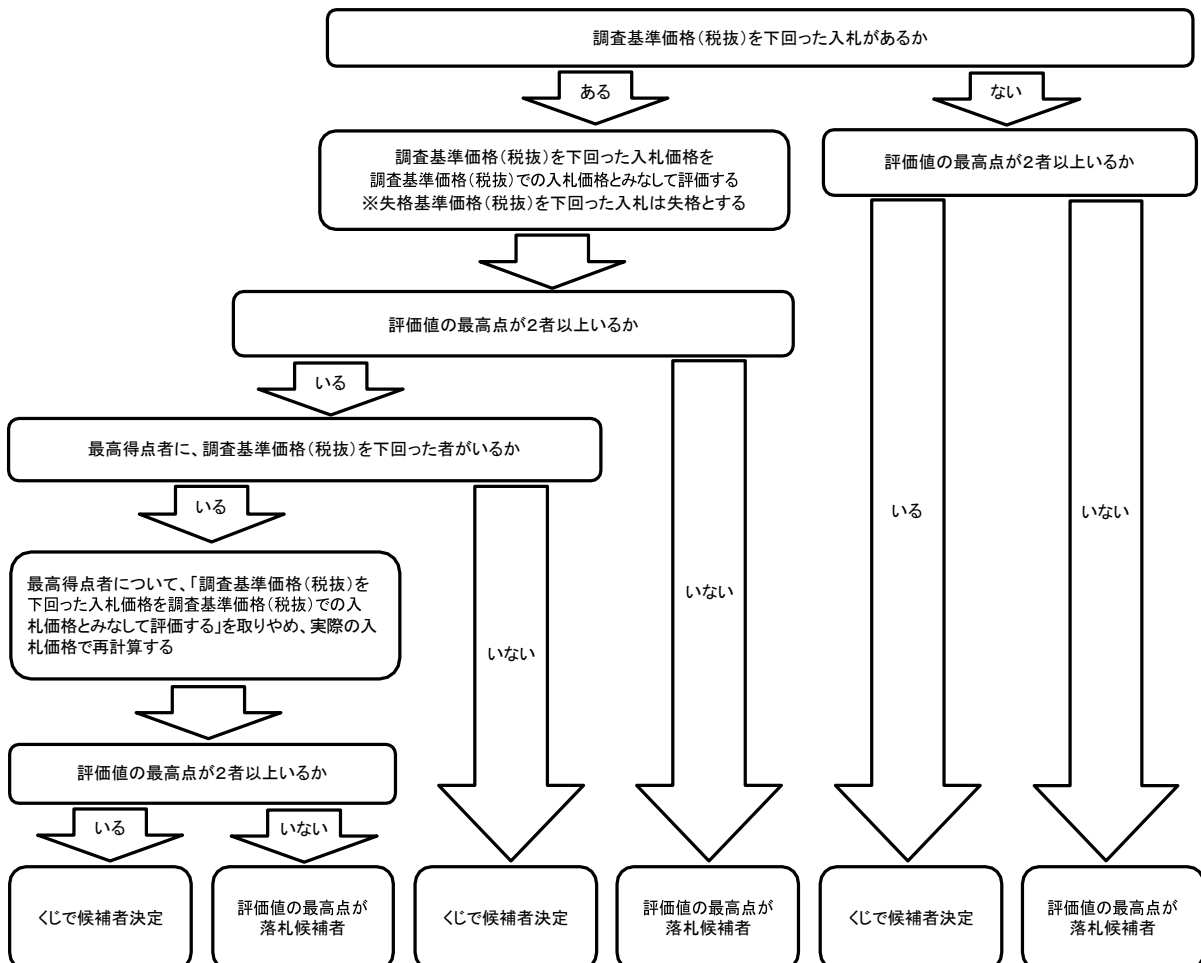 調査基準価格(税抜)を下回った入札があるか
ある
ない
調査基準価格(税抜)を下回った入札価格を
調査基準価格(税抜)での入札価格とみなして評価する
※失格基準価格(税抜)を下回った入札は失格とする
評価値の最高点が2者以上いるか
評価値の最高点が2者以上いるか
いる
最高得点者に、調査基準価格(税抜)を下回った者がいるか
いる
いる
いない
最高得点者について、「調査基準価格(税抜)を
下回った入札価格を調査基準価格(税抜)での入
札価格とみなして評価する」を取りやめ、実際の入
札価格で再計算する
いない
いない
評価値の最高点が2者以上いるか
いる
いない
くじで候補者決定
評価値の最高点が
落札候補者
くじで候補者決定
評価値の最高点が
落札候補者
くじで候補者決定
評価値の最高点が
落札候補者